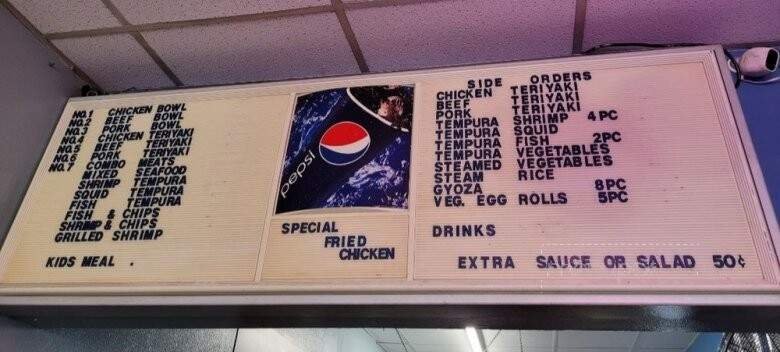 NO.1 CHICKEN BOWL
NO.2 BEEF BOWL
NO.3 PORK BOWL
NO.4 CHICKEN TERIYAKI
NO.5 BEEF TERIYAKI
NO.6 PORK TERIYAKI
NO.7 COMBO MEATS
MIXED SEAFOOD
SHRIMP TEMPURA
SQUID TEMPURA
FISH TEMPURA
FISH & CHIPS
SHRIMP & CHIPS
GRILLED SHRIMP
KIDS MEAL .
pepsi
SPECIAL
FRIED
CHICKEN
SIDE ORDERS
CHICKEN TERIYAKI
BEEF TERIYAKI
PORK TERIYAKI
TEMPURA SHRIMP 4PC
TEMPURA SQUID
TEMPURA FISH 2PC
TEMPURA VEGETABLES
STEAMED VEGETABLES
STEAM RICE
GYOZA 8PC
VEG. EGG ROLLS 5PC
DRINKS
EXTRA SAUCE OR SALAD 50¢